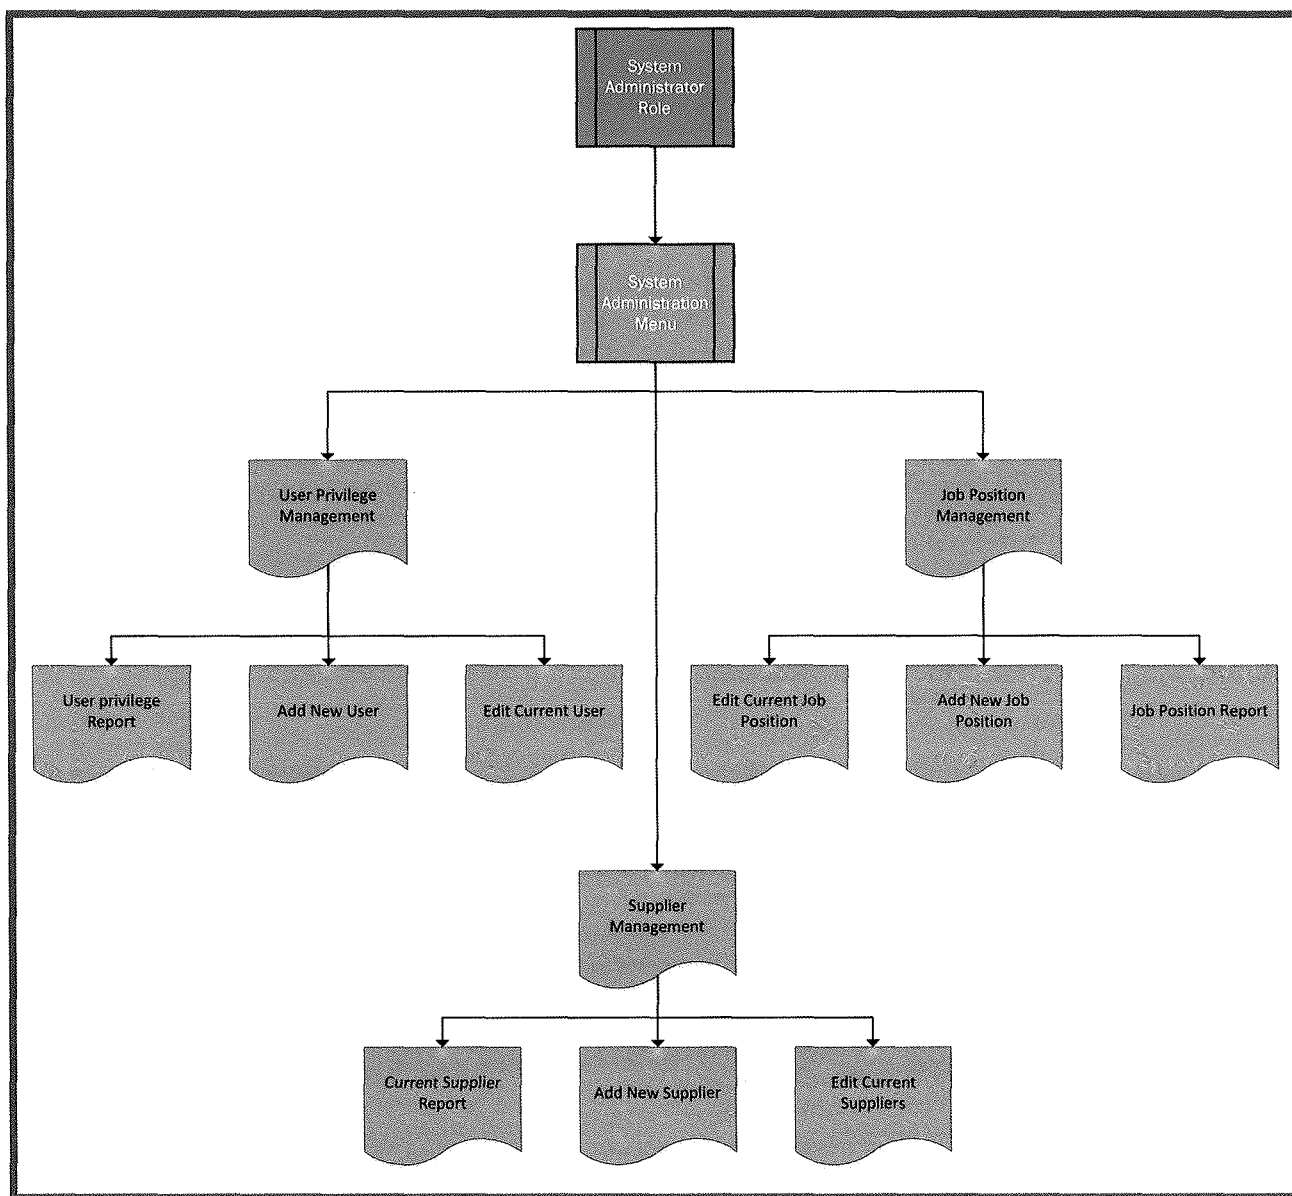 System
Administrator
Role
System
Administration
Menu
User Privilege
Management
Job Position
Management
User privilege
Report
Add New User
Edit Current User
Edit Current Job
Position
Add New Job
Position
Job Position Report
Supplier
Management
Current Supplier
Report
Add New Supplier
Edit Current
Suppliers